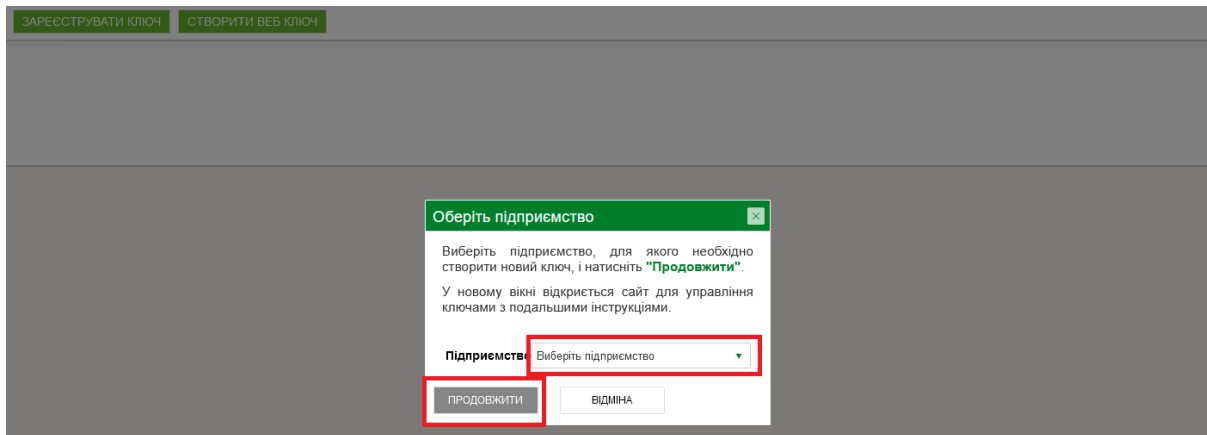 ЗАРЕЄСТРУВАТИ КЛЮЧ СТВОРИТИ ВЕБ КЛЮЧ
Оберіть підприємство
Виберіть підприємство, для якого необхідно
створити новий ключ, і натисніть "Продовжити".
У новому вікні відкриється сайт для управління
ключами з подальшими інструкціями.
Підприємство Виберіть підприємство
ПРОДОВЖИТИ ВІДМІНА